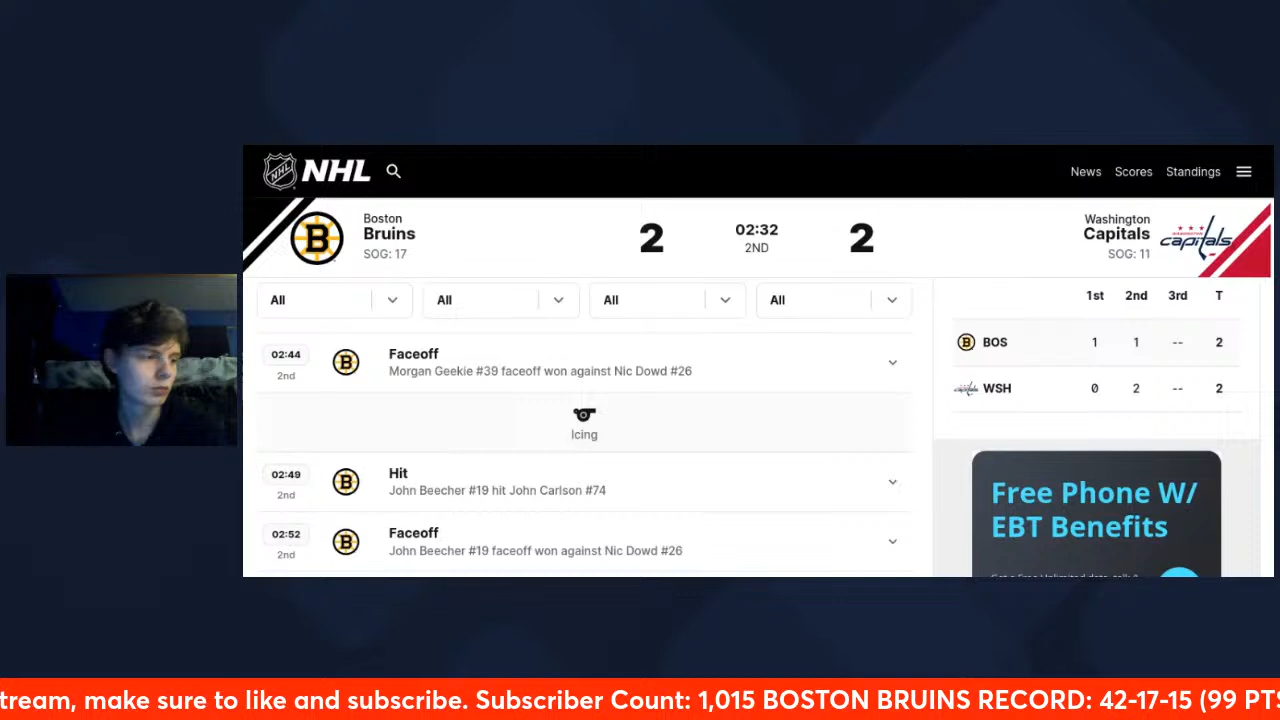 NHL NHL News Scores Standings
Boston
Bruins
SOG: 17
2
02:32
2ND
2
Washington
Capitals
SOG: 11
WASHINGTON
capitals
All All All All
02:44
2nd
B
Faceoff
Morgan Geekie #39 faceoff won against Nic Dowd #26
Icing
02:49
2nd
B
Hit
John Beecher #19 hit John Carlson #74
02:52
2nd
B
Faceoff
John Beecher #19 faceoff won against Nic Dowd #26
1st 2nd 3rd T
B BOS 1 1 -- 2
capitals WSH 0 2 -- 2
Free Phone W/
EBT Benefits
tream, make sure to like and subscribe. Subscriber Count: 1,015 BOSTON BRUINS RECORD: 42-17-15 (99 PTS